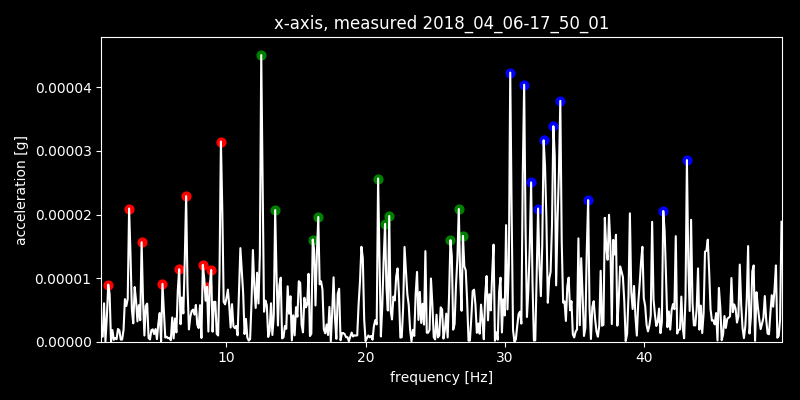 x-axis, measured 2018_04_06-17_50_01
acceleration [g]
0.00004
0.00003
0.00002
0.00001
0.00000
10 20 30 40
frequency [Hz]